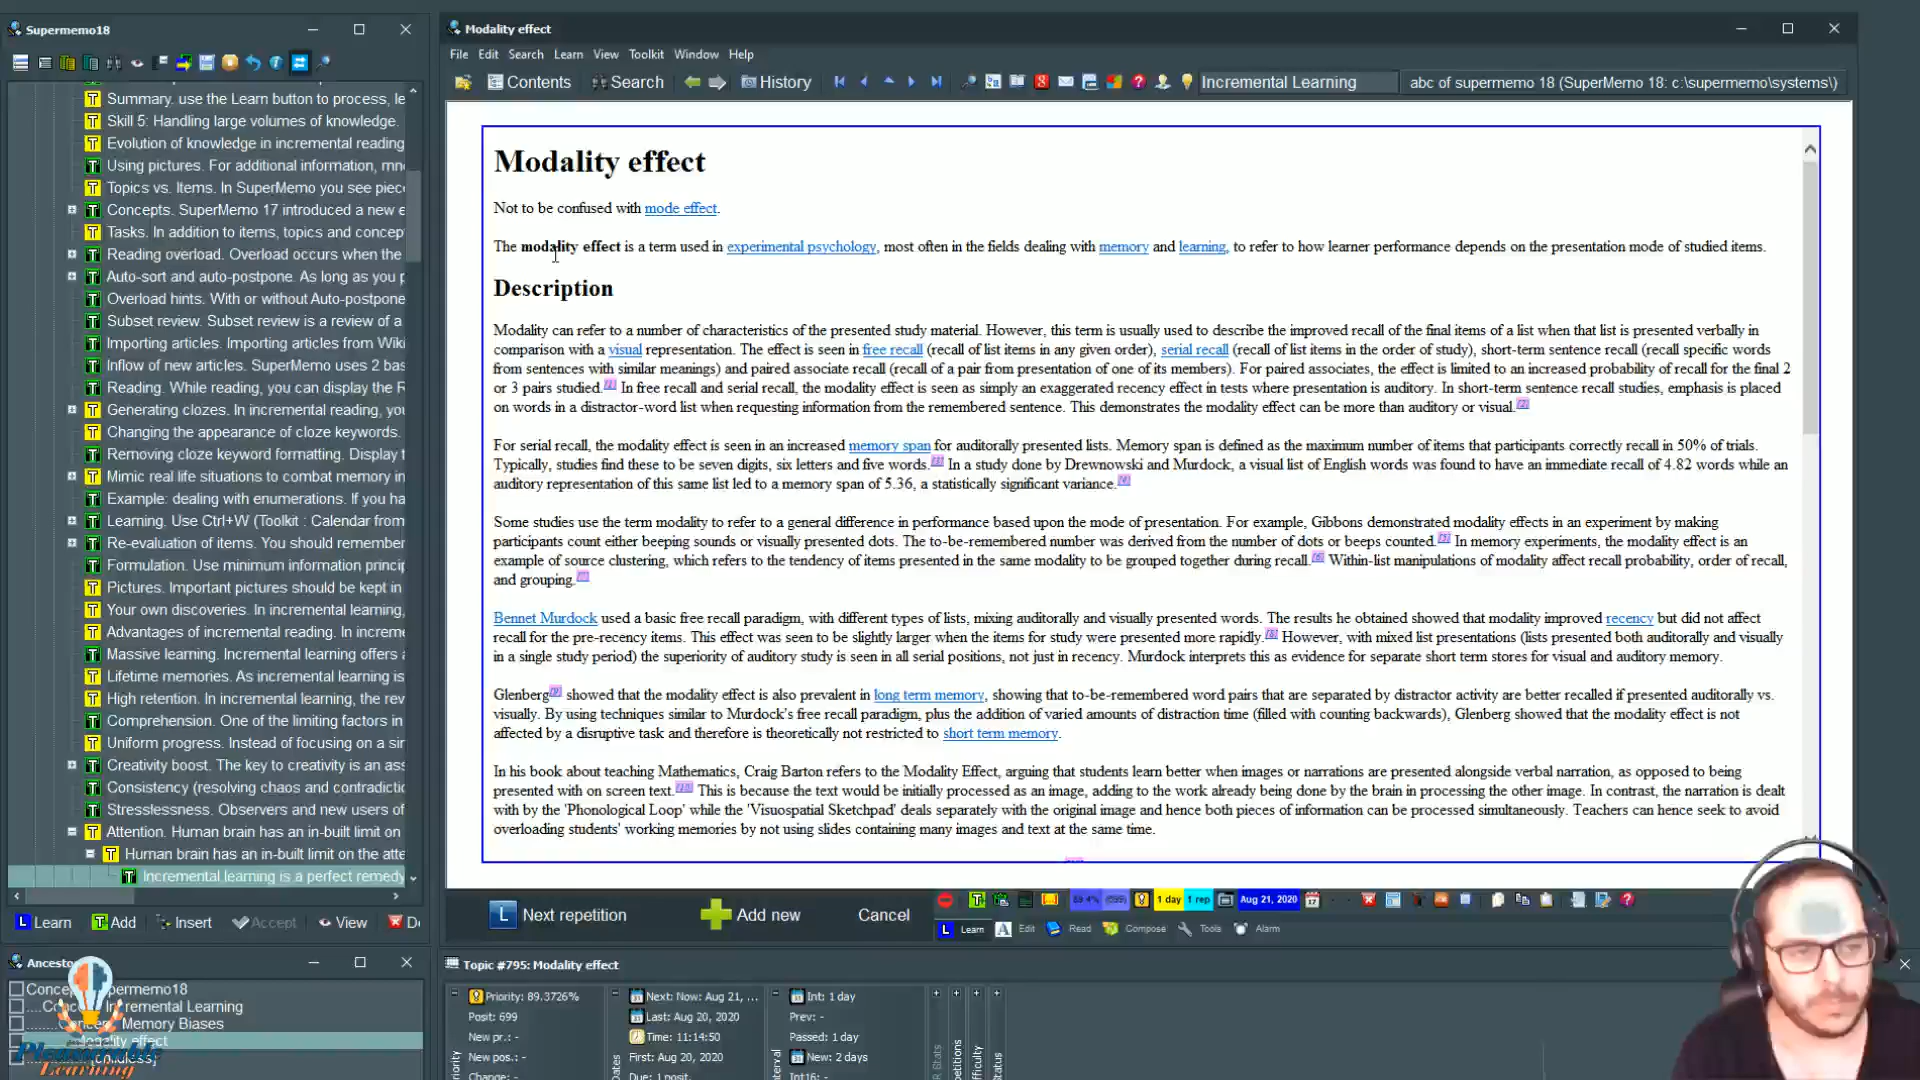 Supermemo18
Summary. use the Learn button to process, le
Skill 5: Handling large volumes of knowledge.
Evolution of knowledge in incremental reading
Using pictures. For additional information, mne
Topics vs. Items. In SuperMemo you see piec
Concepts. SuperMemo 17 introduced a new e
Tasks. In addition to items, topics and concep
Reading overload. Overload occurs when the
Auto-sort and auto-postpone. As long as you p
Overload hints. With or without Auto-postpone
Subset review. Subset review is a review of a
Importing articles. Importing articles from Wiki
Inflow of new articles. SuperMemo uses 2 bas
Reading. While reading, you can display the R
Generating clozes. In incremental reading, you
Changing the appearance of cloze keywords.
Removing cloze keyword formatting. Display t
Mimic real life situations to combat memory in
Example: dealing with enumerations. If you ha
Learning. Use Ctrl+W (Toolkit : Calendar from
Re-evaluation of items. You should remember
Formulation. Use minimum information princip
Pictures. Important pictures should be kept in
Your own discoveries. In incremental learning,
Advantages of incremental reading. In increme
Massive learning. Incremental learning offers a
Lifetime memories. As incremental learning is
High retention. In incremental learning, the rev
Comprehension. One of the limiting factors in
Uniform progress. Instead of focusing on a sin
Creativity boost. The key to creativity is an ass
Consistency (resolving chaos and contradictio
Stresslessness. Observers and new users of
Attention. Human brain has an in-built limit on
Human brain has an in-built limit on the atte
Incremental learning is a perfect remedy
Learn Add Insert Accept View D
Modality effect
File Edit Search Learn View Toolkit Window Help
Contents Search History Incremental Learning abc of supermemo 18 (SuperMemo 18: c:\supermemo\systems\)
Modality effect
Not to be confused with mode effect.
The modality effect is a term used in experimental psychology, most often in the fields dealing with memory and learning, to refer to how learner performance depends on the presentation mode of studied items.
Description
Modality can refer to a number of characteristics of the presented study material. However, this term is usually used to describe the improved recall of the final items of a list when that list is presented verbally in
comparison with a visual representation. The effect is seen in free recall (recall of list items in any given order), serial recall (recall of list items in the order of study), short-term sentence recall (recall specific words
from sentences with similar meanings) and paired associate recall (recall of a pair from presentation of one of its members). For paired associates, the effect is limited to an increased probability of recall for the final 2
or 3 pairs studied.[1] In free recall and serial recall, the modality effect is seen as simply an exaggerated recency effect in tests where presentation is auditory. In short-term sentence recall studies, emphasis is placed
on words in a distractor-word list when requesting information from the remembered sentence. This demonstrates the modality effect can be more than auditory or visual.[2]
For serial recall, the modality effect is seen in an increased memory span for auditorally presented lists. Memory span is defined as the maximum number of items that participants correctly recall in 50% of trials.
Typically, studies find these to be seven digits, six letters and five words.[3] In a study done by Drewnowski and Murdock, a visual list of English words was found to have an immediate recall of 4.82 words while an
auditory representation of this same list led to a memory span of 5.36, a statistically significant variance.[4]
Some studies use the term modality to refer to a general difference in performance based upon the mode of presentation. For example, Gibbons demonstrated modality effects in an experiment by making
participants count either beeping sounds or visually presented dots. The to-be-remembered number was derived from the number of dots or beeps counted.[5] In memory experiments, the modality effect is an
example of source clustering, which refers to the tendency of items presented in the same modality to be grouped together during recall.[6] Within-list manipulations of modality affect recall probability, order of recall,
and grouping.[7]
Bennet Murdock used a basic free recall paradigm, with different types of lists, mixing auditorally and visually presented words. The results he obtained showed that modality improved recency but did not affect
recall for the pre-recency items. This effect was seen to be slightly larger when the items for study were presented more rapidly.[8] However, with mixed list presentations (lists presented both auditorally and visually
in a single study period) the superiority of auditory study is seen in all serial positions, not just in recency. Murdock interprets this as evidence for separate short term stores for visual and auditory memory.
Glenberg[9] showed that the modality effect is also prevalent in long term memory, showing that to-be-remembered word pairs that are separated by distractor activity are better recalled if presented auditorally vs.
visually. By using techniques similar to Murdock's free recall paradigm, plus the addition of varied amounts of distraction time (filled with counting backwards), Glenberg showed that the modality effect is not
affected by a disruptive task and therefore is theoretically not restricted to short term memory.
In his book about teaching Mathematics, Craig Barton refers to the Modality Effect, arguing that students learn better when images or narrations are presented alongside verbal narration, as opposed to being
presented with on screen text.[10] This is because the text would be initially processed as an image, adding to the work already being done by the brain in processing the other image. In contrast, the narration is dealt
with by the 'Phonological Loop' while the 'Visuospatial Sketchpad' deals separately with the original image and hence both pieces of information can be processed simultaneously. Teachers can hence seek to avoid
overloading students' working memories by not using slides containing many images and text at the same time.
Next repetition Add new Cancel
1 day 1 rep Aug 21, 2020
Learn Edit Read Compose Tools Alarm
Supermemo18
Incremental Learning
Memory Biases
Modality effect
Pleasurable
Learning
Topic #795: Modality effect
Priority: 89.3726% Next: Now: Aug 21, ... Int: 1 day
Posit: 699 Last: Aug 20, 2020 Prev: -
New pr.: - Time: 11:14:50 Passed: 1 day
New pos.: - First: Aug 20, 2020 New: 2 days
Change: - Due: 1 posit. Int16: -
Dates